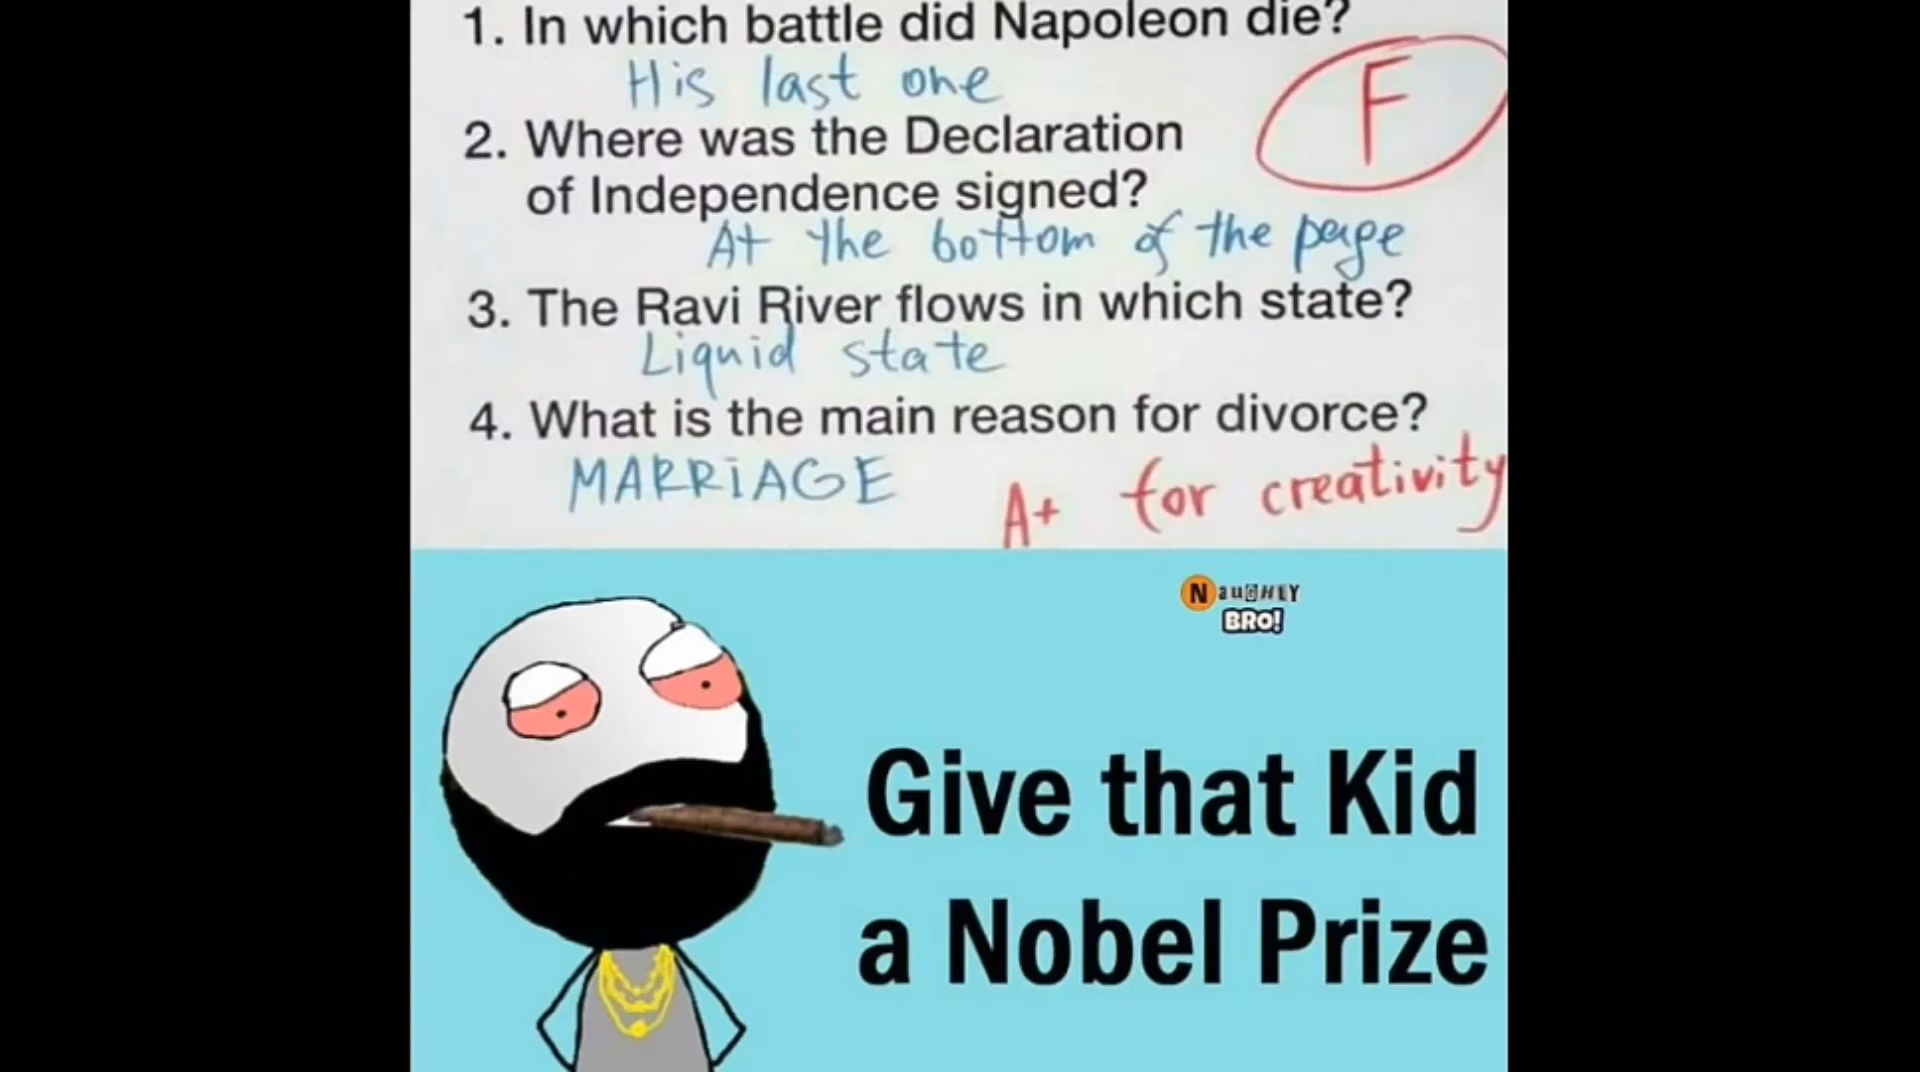 1. In which battle did Napoleon die?
His last one
F
2. Where was the Declaration
of Independence signed?
At the bottom of the page
3. The Ravi River flows in which state?
Liquid state
4. What is the main reason for divorce?
MARRiAGE
A+ for creativity
NauGHtY
BRO!
Give that Kid
a Nobel Prize